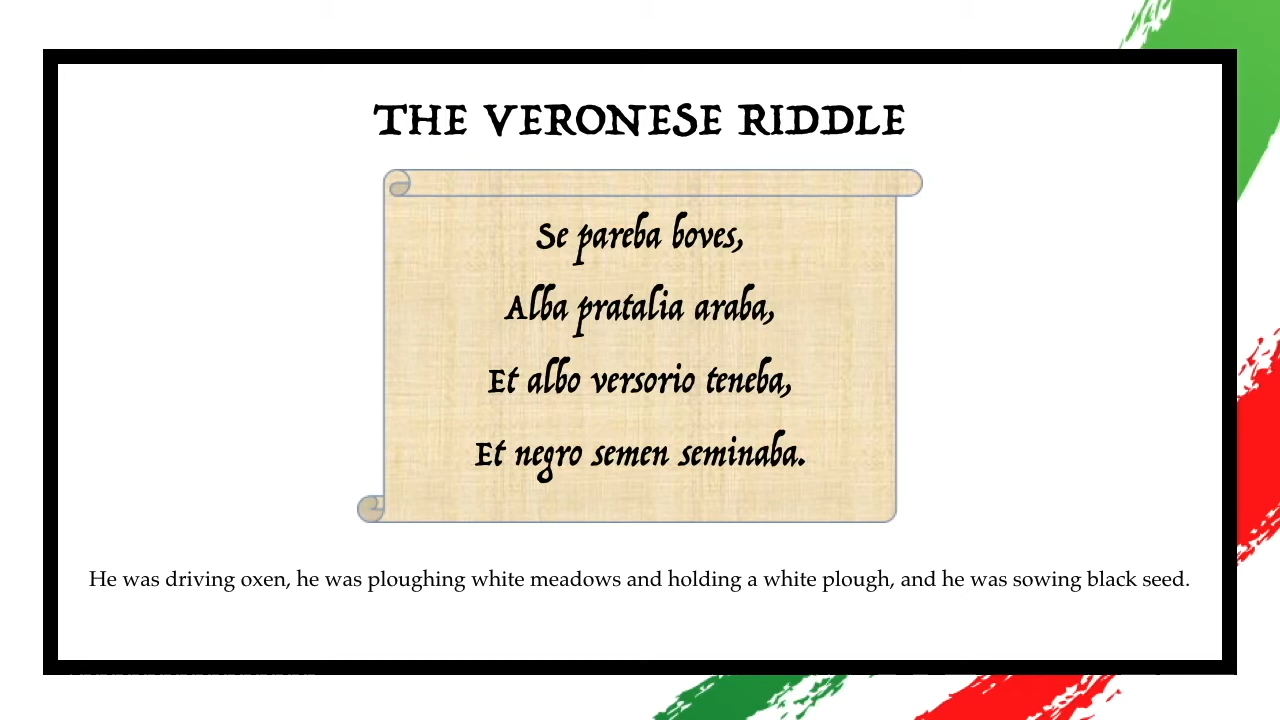 THE VERONESE RIDDLE
Se pareba boves,
Alba pratalia araba,
Et albo versorio teneba,
Et negro semen seminaba.
He was driving oxen, he was ploughing white meadows and holding a white plough, and he was sowing black seed.